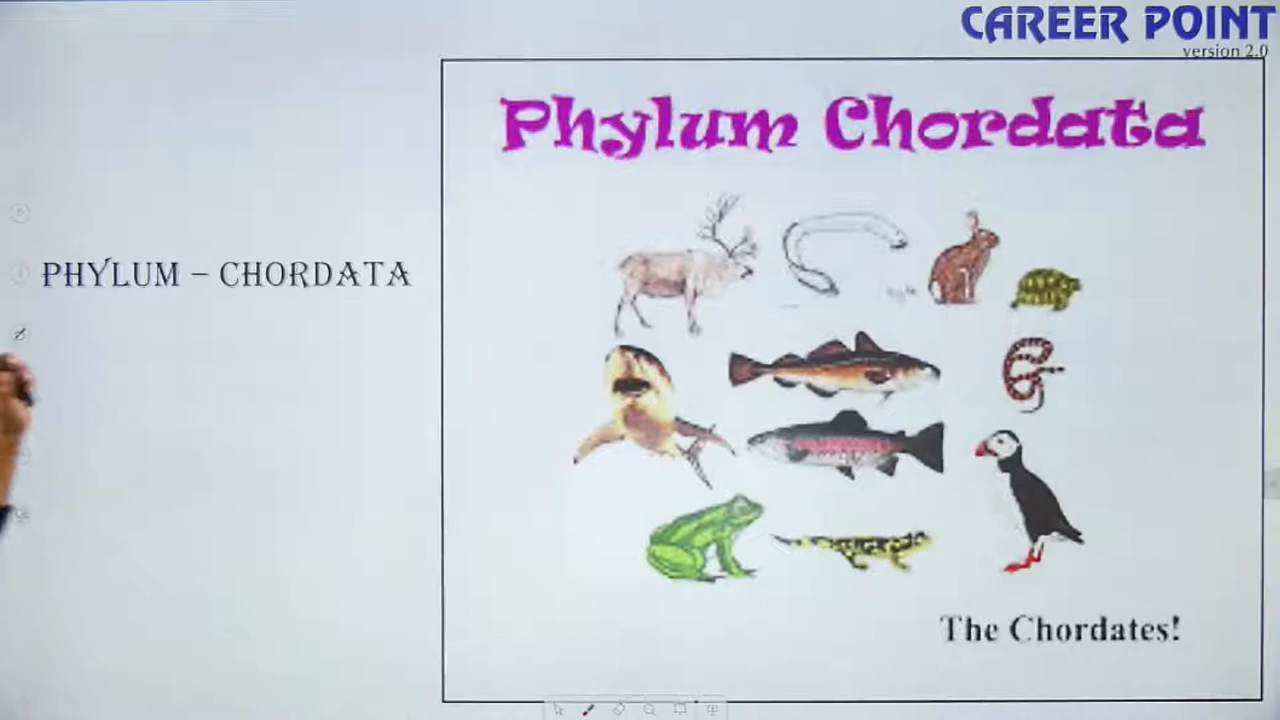 CAREER POINT
version 2.0
Phylum Chordata
PHYLUM – CHORDATA
The Chordates!